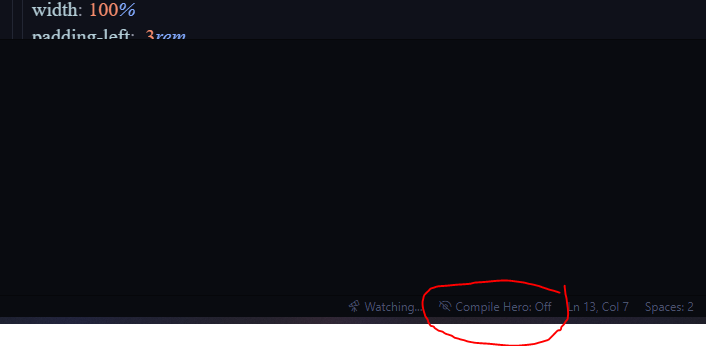 width: 100%
padding-left: 3rem
Watching... Compile Hero: Off Ln 13, Col 7 Spaces: 2